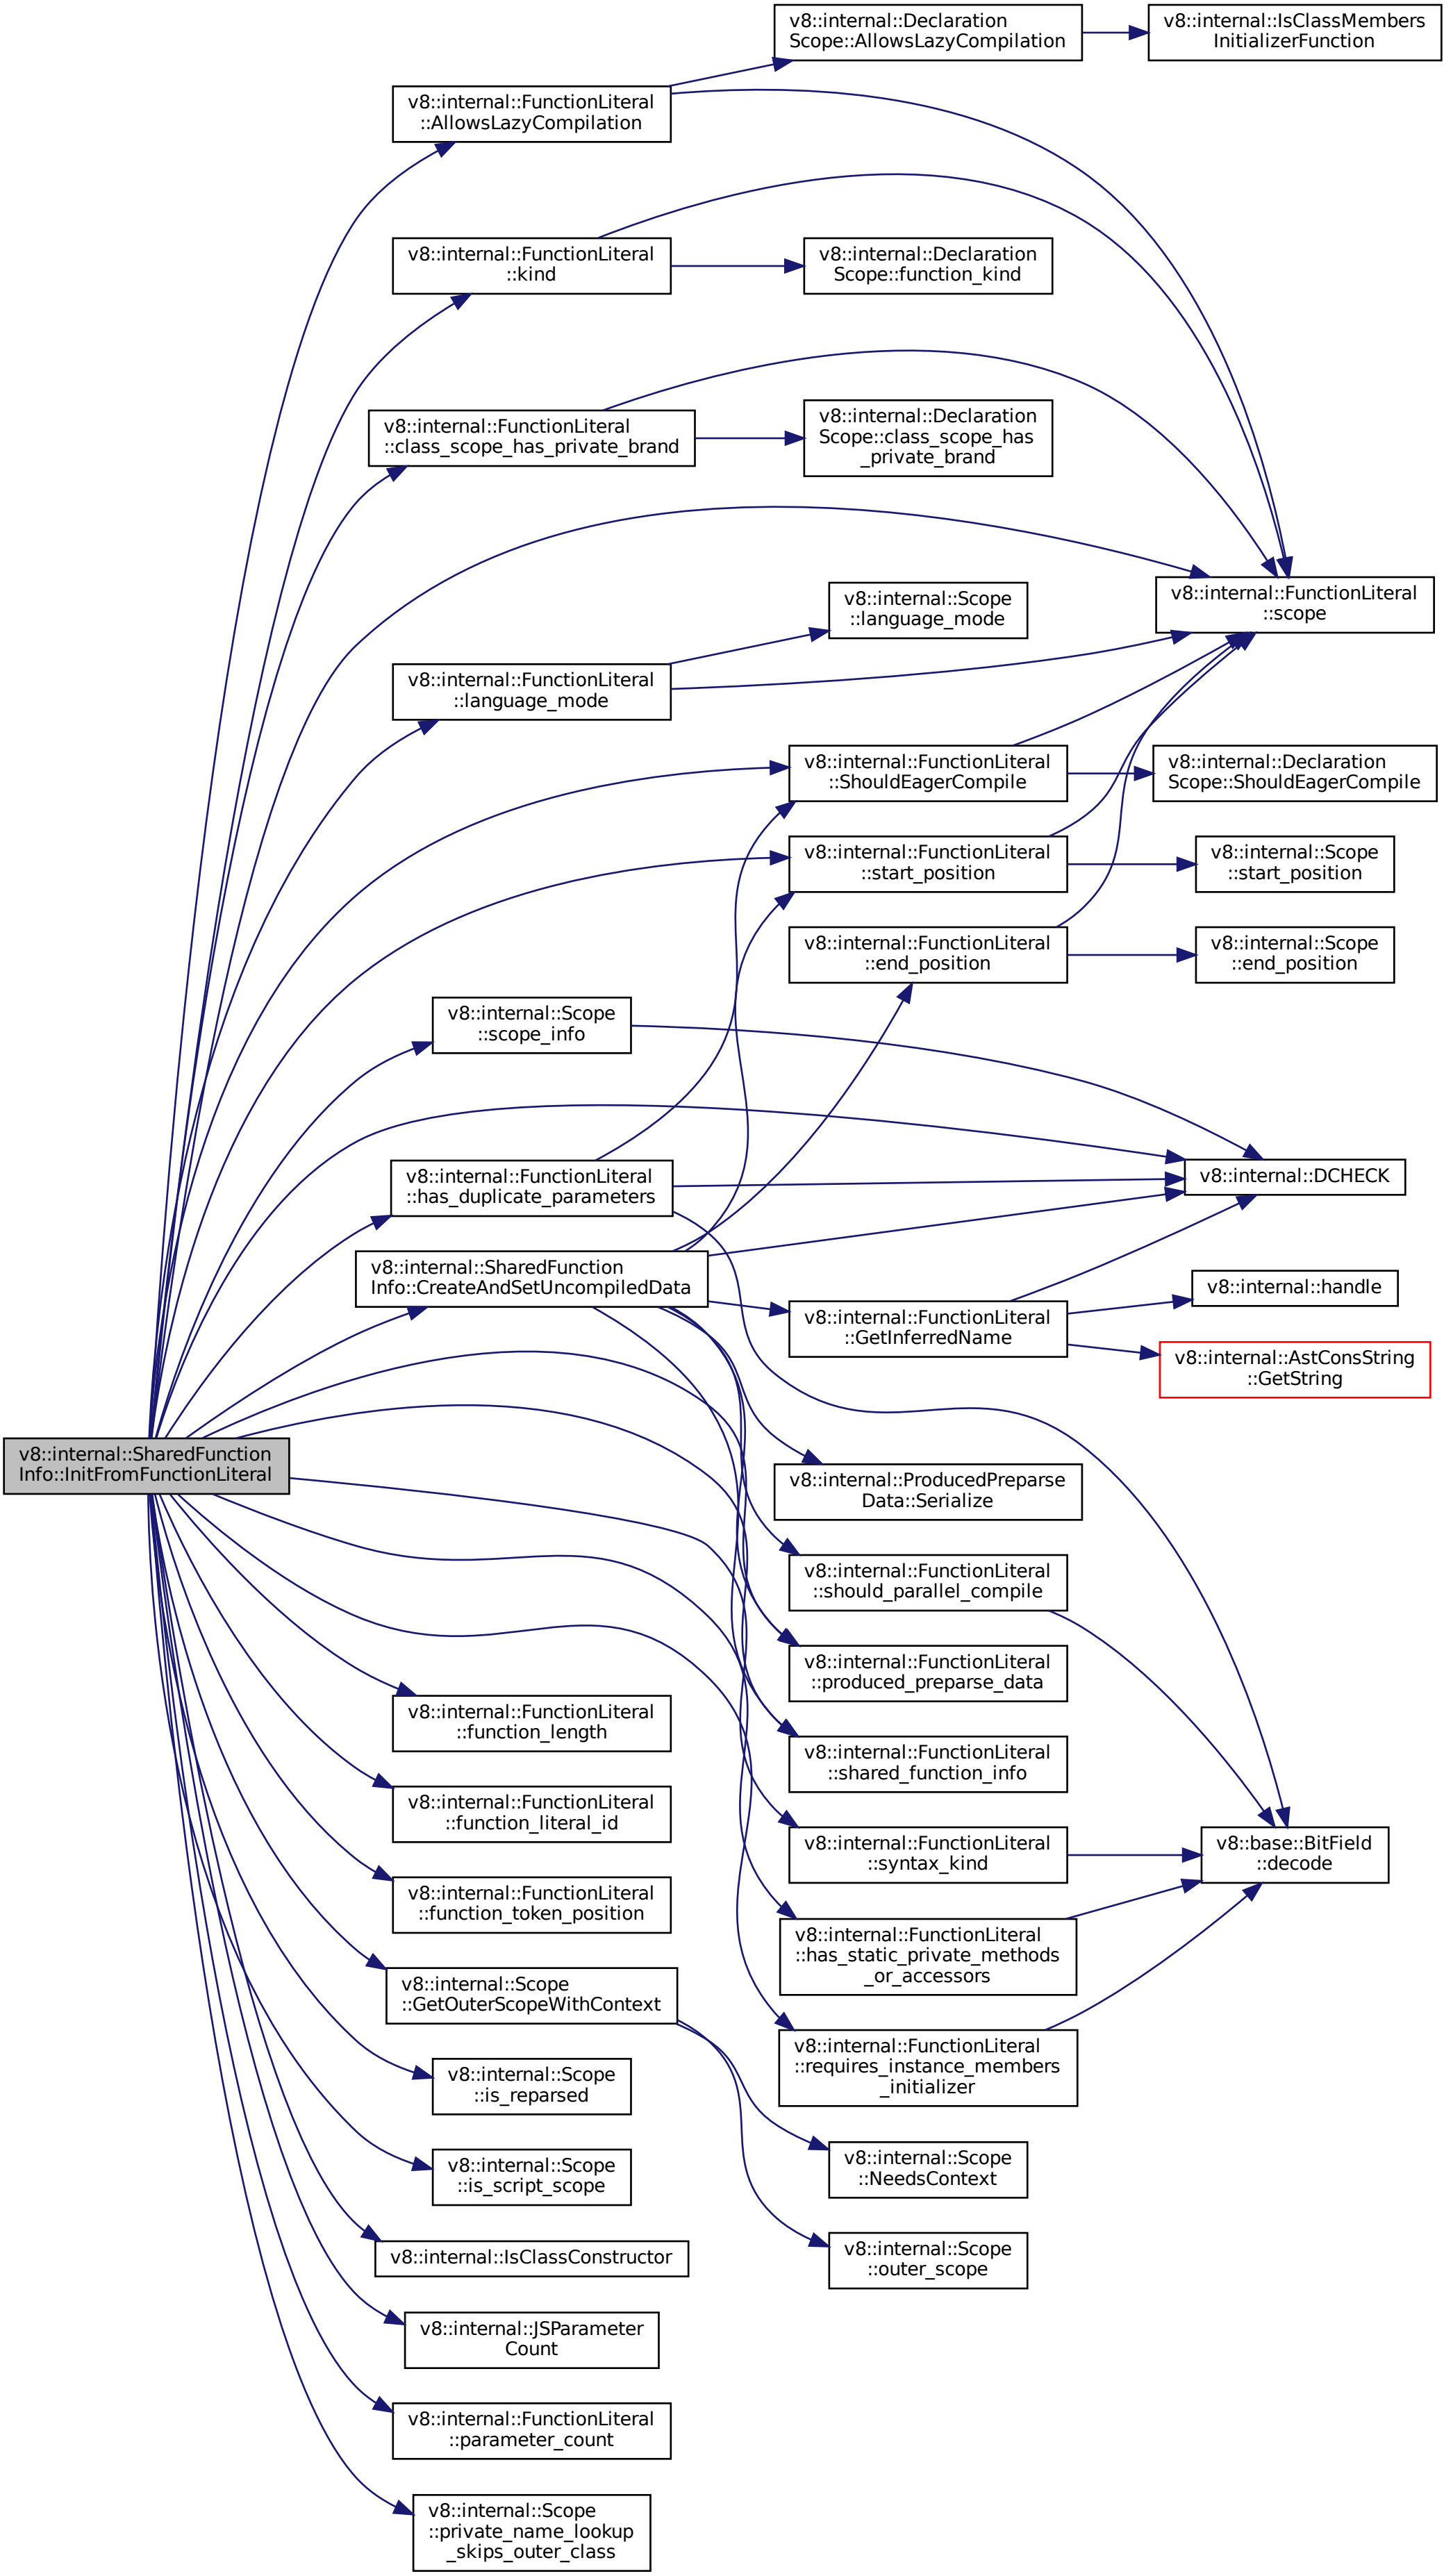 v8::internal::Declaration
Scope::AllowsLazyCompilation
v8::internal::IsClassMembers
InitializerFunction
v8::internal::FunctionLiteral
::AllowsLazyCompilation
v8::internal::FunctionLiteral
::kind
v8::internal::Declaration
Scope::function_kind
v8::internal::FunctionLiteral
::class_scope_has_private_brand
v8::internal::Declaration
Scope::class_scope_has
_private_brand
v8::internal::FunctionLiteral
::scope
v8::internal::Scope
::language_mode
v8::internal::FunctionLiteral
::language_mode
v8::internal::FunctionLiteral
::ShouldEagerCompile
v8::internal::Declaration
Scope::ShouldEagerCompile
v8::internal::FunctionLiteral
::start_position
v8::internal::Scope
::start_position
v8::internal::FunctionLiteral
::end_position
v8::internal::Scope
::end_position
v8::internal::Scope
::scope_info
v8::internal::FunctionLiteral
::has_duplicate_parameters
v8::internal::DCHECK
v8::internal::SharedFunction
Info::CreateAndSetUncompiledData
v8::internal::handle
v8::internal::FunctionLiteral
::GetInferredName
v8::internal::AstConsString
::GetString
v8::internal::SharedFunction
Info::InitFromFunctionLiteral
v8::internal::ProducedPreparse
Data::Serialize
v8::internal::FunctionLiteral
::should_parallel_compile
v8::internal::FunctionLiteral
::produced_preparse_data
v8::internal::FunctionLiteral
::function_length
v8::internal::FunctionLiteral
::shared_function_info
v8::internal::FunctionLiteral
::function_literal_id
v8::internal::FunctionLiteral
::syntax_kind
v8::base::BitField
::decode
v8::internal::FunctionLiteral
::function_token_position
v8::internal::FunctionLiteral
::has_static_private_methods
_or_accessors
v8::internal::Scope
::GetOuterScopeWithContext
v8::internal::FunctionLiteral
::requires_instance_members
_initializer
v8::internal::Scope
::is_reparsed
v8::internal::Scope
::NeedsContext
v8::internal::Scope
::is_script_scope
v8::internal::Scope
::outer_scope
v8::internal::IsClassConstructor
v8::internal::JSParameter
Count
v8::internal::FunctionLiteral
::parameter_count
v8::internal::Scope
::private_name_lookup
_skips_outer_class